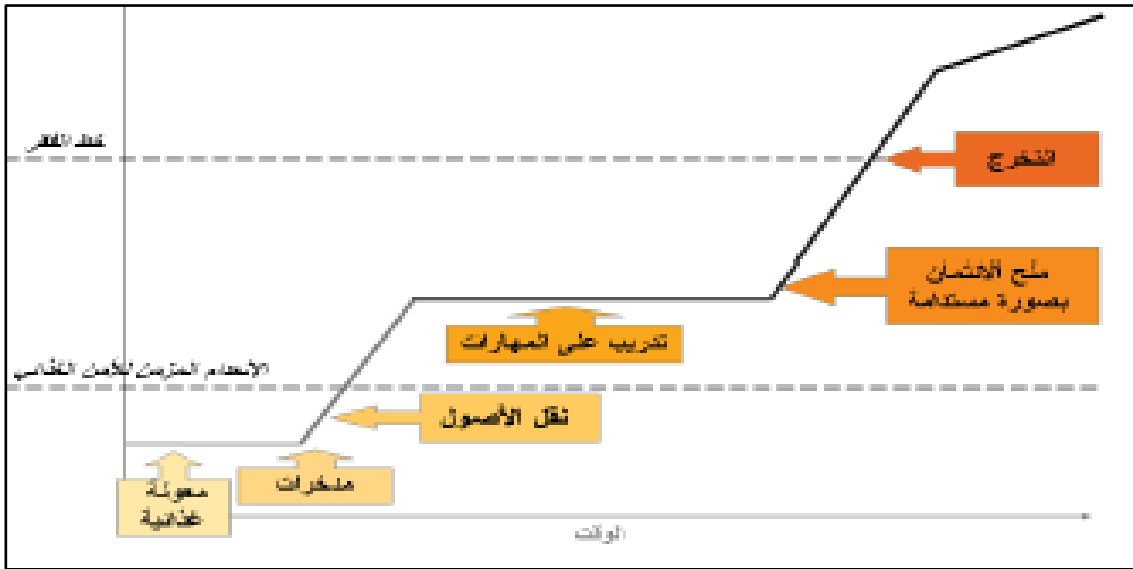 خط الفقر
التخرج
منح الائتمان
بصورة مستدامة
تدريب على المهارات
الانعدام المزمن للأمن الغذائي
نقل الأصول
مدخرات
معونة
غذائية
الوقت